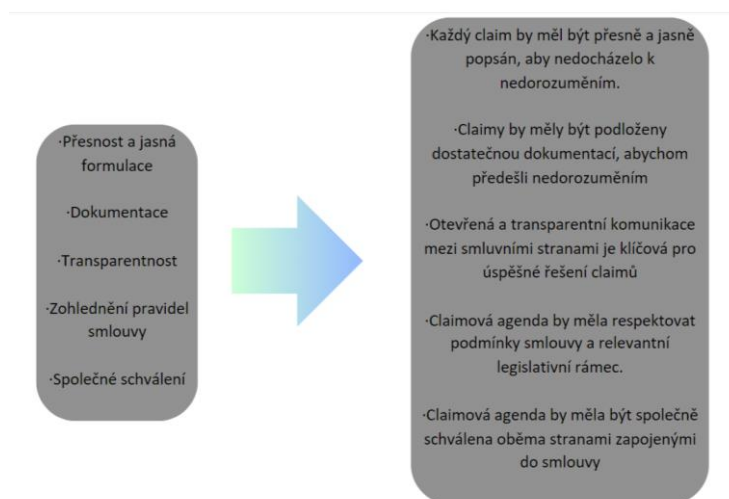 ·Přesnost a jasná
formulace
·Dokumentace
·Transparentnost
·Zohlednění pravidel
smlouvy
·Společné schválení
·Každý claim by měl být přesně a jasně
popsán, aby nedocházelo k
nedorozuměním.
·Claimy by měly být podloženy
dostatečnou dokumentací, abychom
předešli nedorozuměním
·Otevřená a transparentní komunikace
mezi smluvními stranami je klíčová pro
úspěšné řešení claimů
·Claimová agenda by měla respektovat
podmínky smlouvy a relevantní
legislativní rámec.
·Claimová agenda by měla být společně
schválena oběma stranami zapojenými
do smlouvy